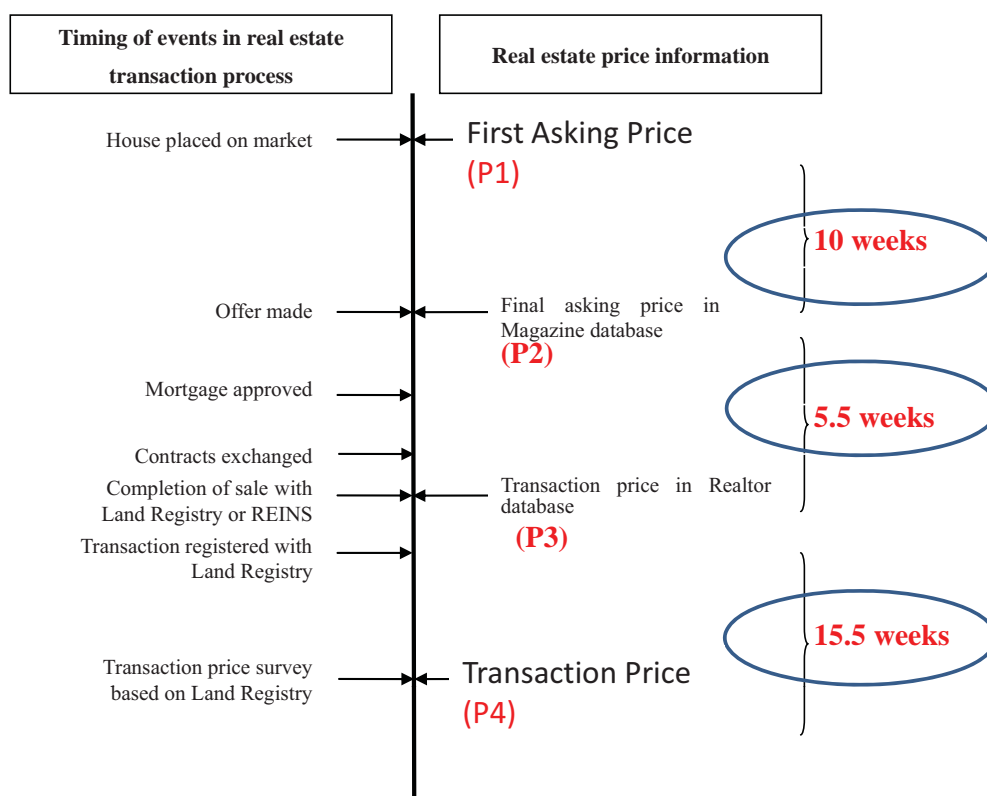 Timing of events in real estate
transaction process
Real estate price information
House placed on market
First Asking Price
(P1)
10 weeks
Offer made
Final asking price in
Magazine database
(P2)
Mortgage approved
5.5 weeks
Contracts exchanged
Completion of sale with
Land Registry or REINS
Transaction price in Realtor
database
(P3)
Transaction registered with
Land Registry
15.5 weeks
Transaction price survey
based on Land Registry
Transaction Price
(P4)